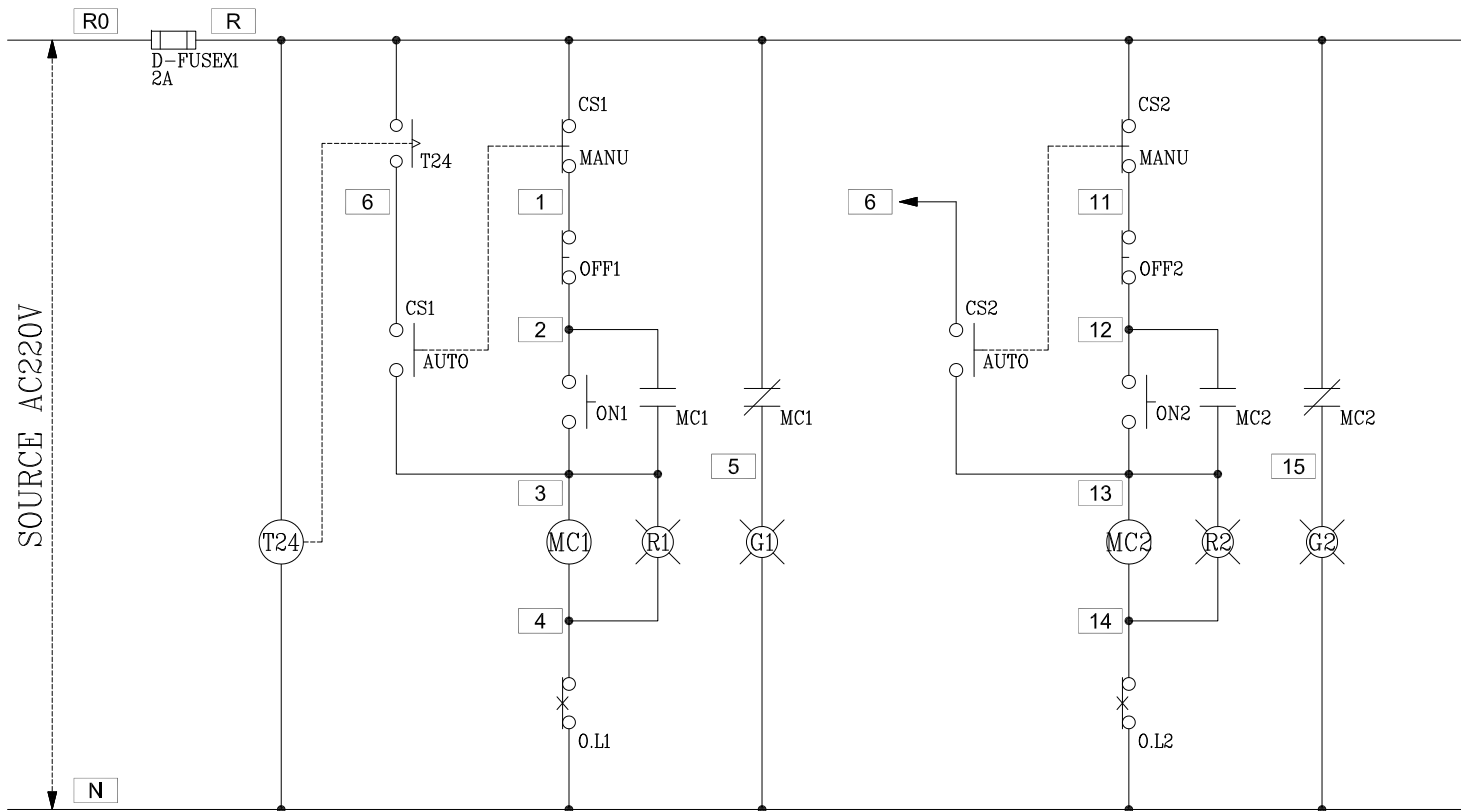 R0
R
D-FUSEX1
2A
CS1
CS2
T24
MANU
MANU
6
1
6
11
OFF1
OFF2
CS1
2
CS2
12
AUTO
AUTO
ON1
MC1
MC1
ON2
MC2
MC2
5
15
3
13
SOURCE AC220V
T24
MC1
R1
G1
MC2
R2
G2
4
14
O.L1
O.L2
N